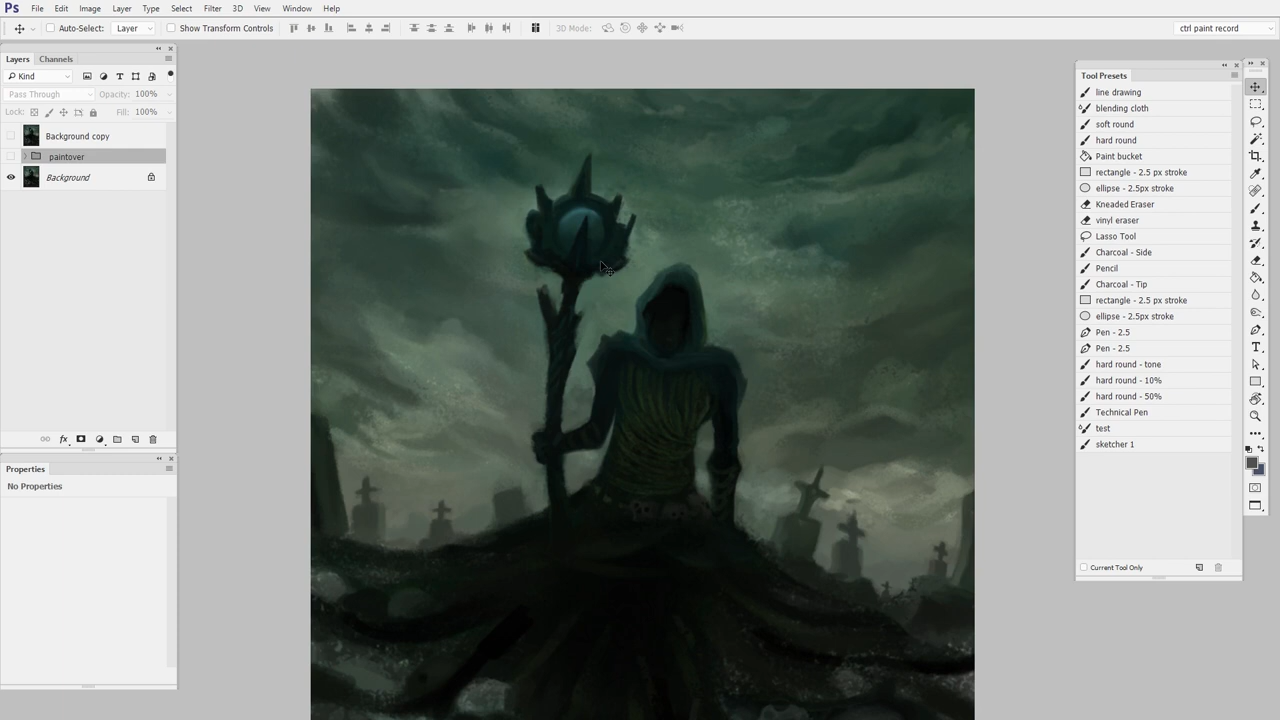 Ps File Edit Image Layer Type Select Filter 3D View Window Help
Auto-Select: Layer Show Transform Controls 3D Mode: ctrl paint record
Layers Channels
Kind
Pass Through Opacity: 100%
Lock: Fill: 100%
Background copy
paintover
Background
fx
Properties
No Properties
Tool Presets
line drawing
blending cloth
soft round
hard round
Paint bucket
rectangle - 2.5 px stroke
ellipse - 2.5px stroke
Kneaded Eraser
vinyl eraser
Lasso Tool
Charcoal - Side
Pencil
Charcoal - Tip
rectangle - 2.5 px stroke
ellipse - 2.5px stroke
Pen - 2.5
Pen - 2.5
hard round - tone
hard round - 10%
hard round - 50%
Technical Pen
test
sketcher 1
Current Tool Only